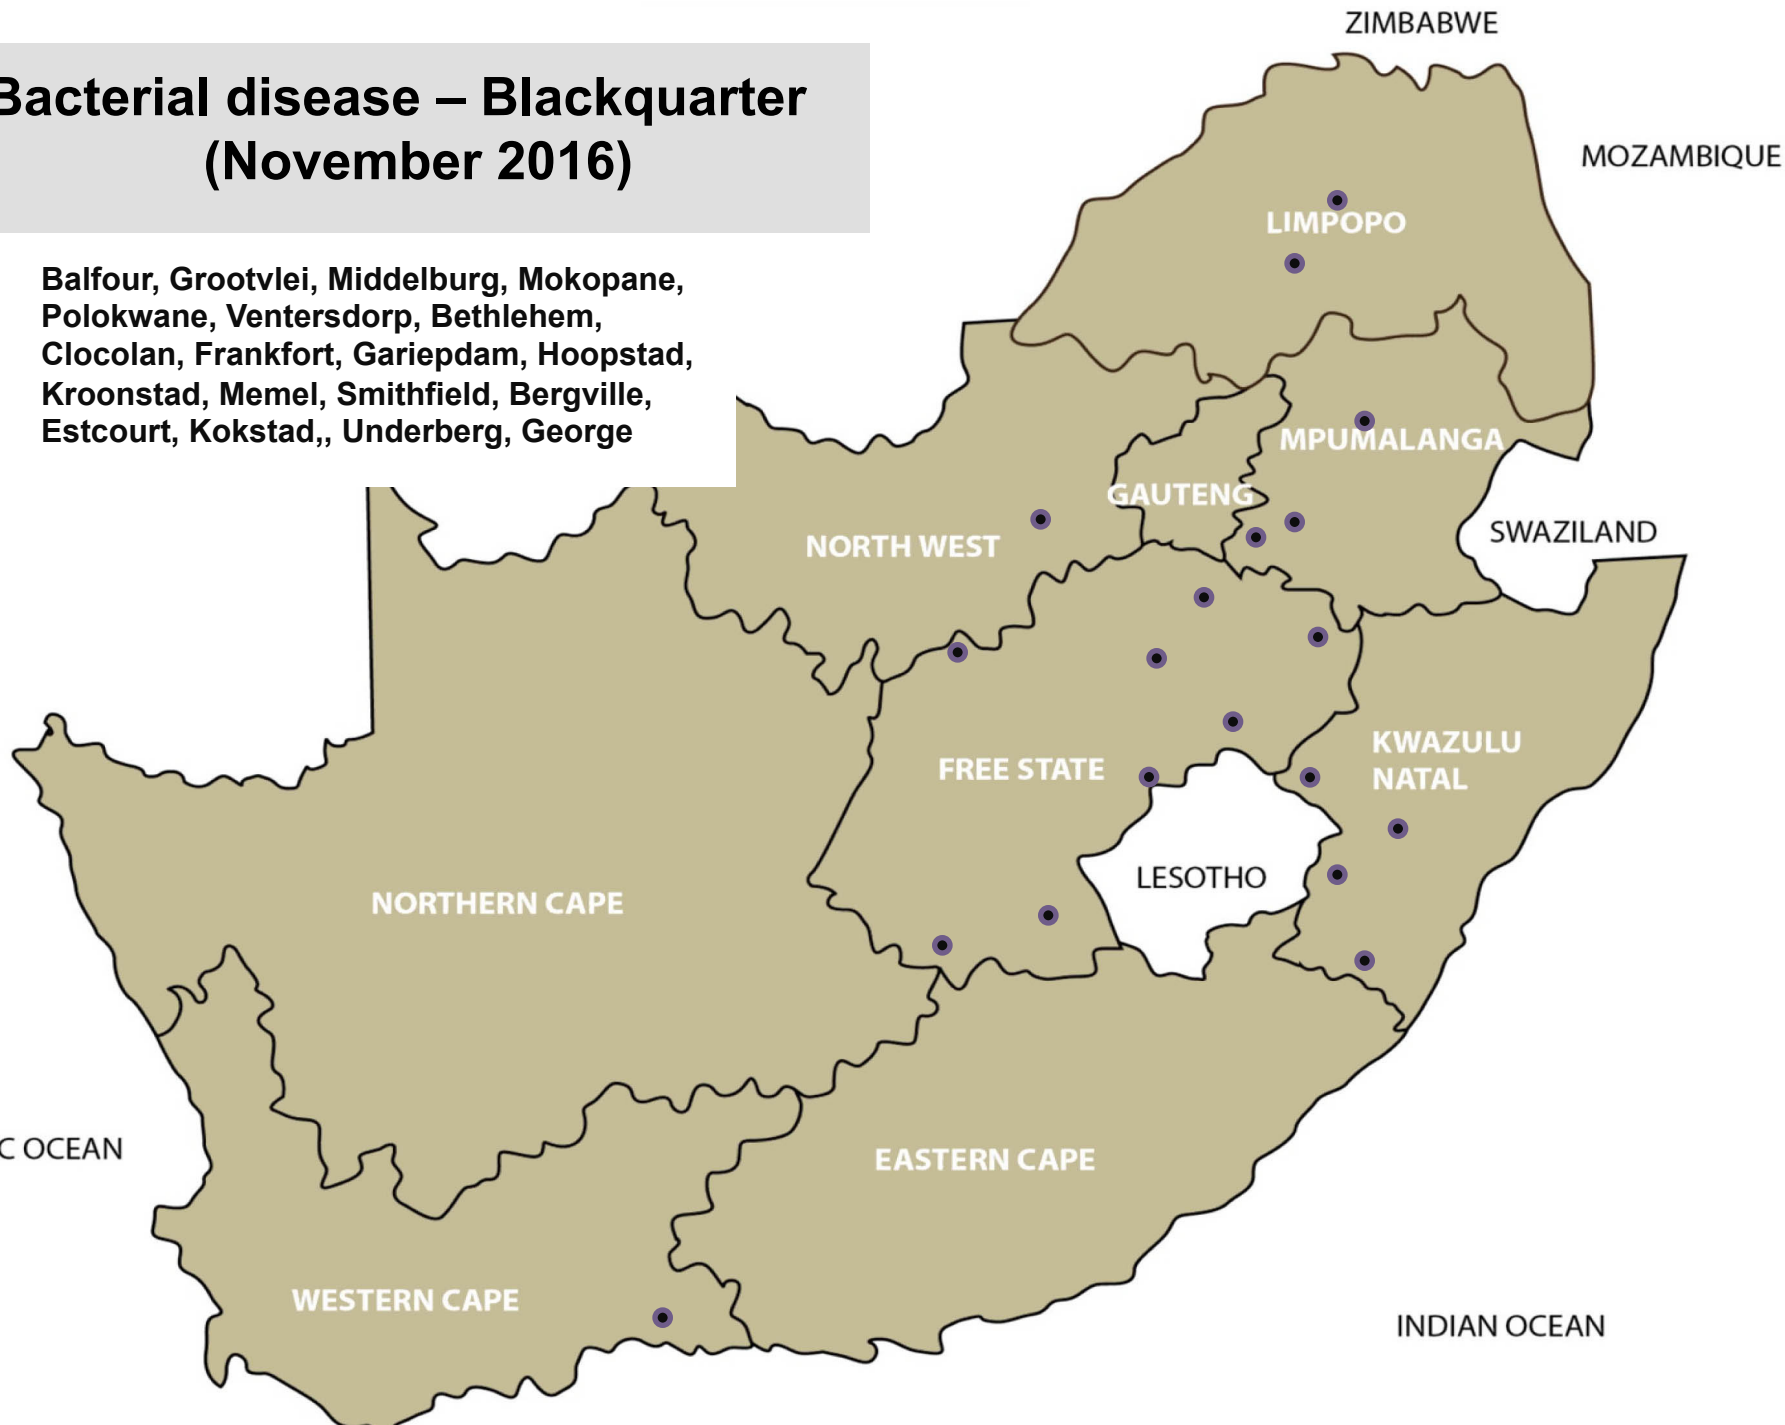 Bacterial disease – Blackquarter
(November 2016)
Balfour, Grootvlei, Middelburg, Mokopane,
Polokwane, Ventersdorp, Bethlehem,
Clocolan, Frankfort, Gariepdam, Hoopstad,
Kroonstad, Memel, Smithfield, Bergville,
Estcourt, Kokstad,, Underberg, George
ZIMBABWE
MOZAMBIQUE
LIMPOPO
MPUMALANGA
GAUTENG
NORTH WEST
SWAZILAND
KWAZULU
NATAL
FREE STATE
LESOTHO
NORTHERN CAPE
C OCEAN
EASTERN CAPE
WESTERN CAPE
INDIAN OCEAN